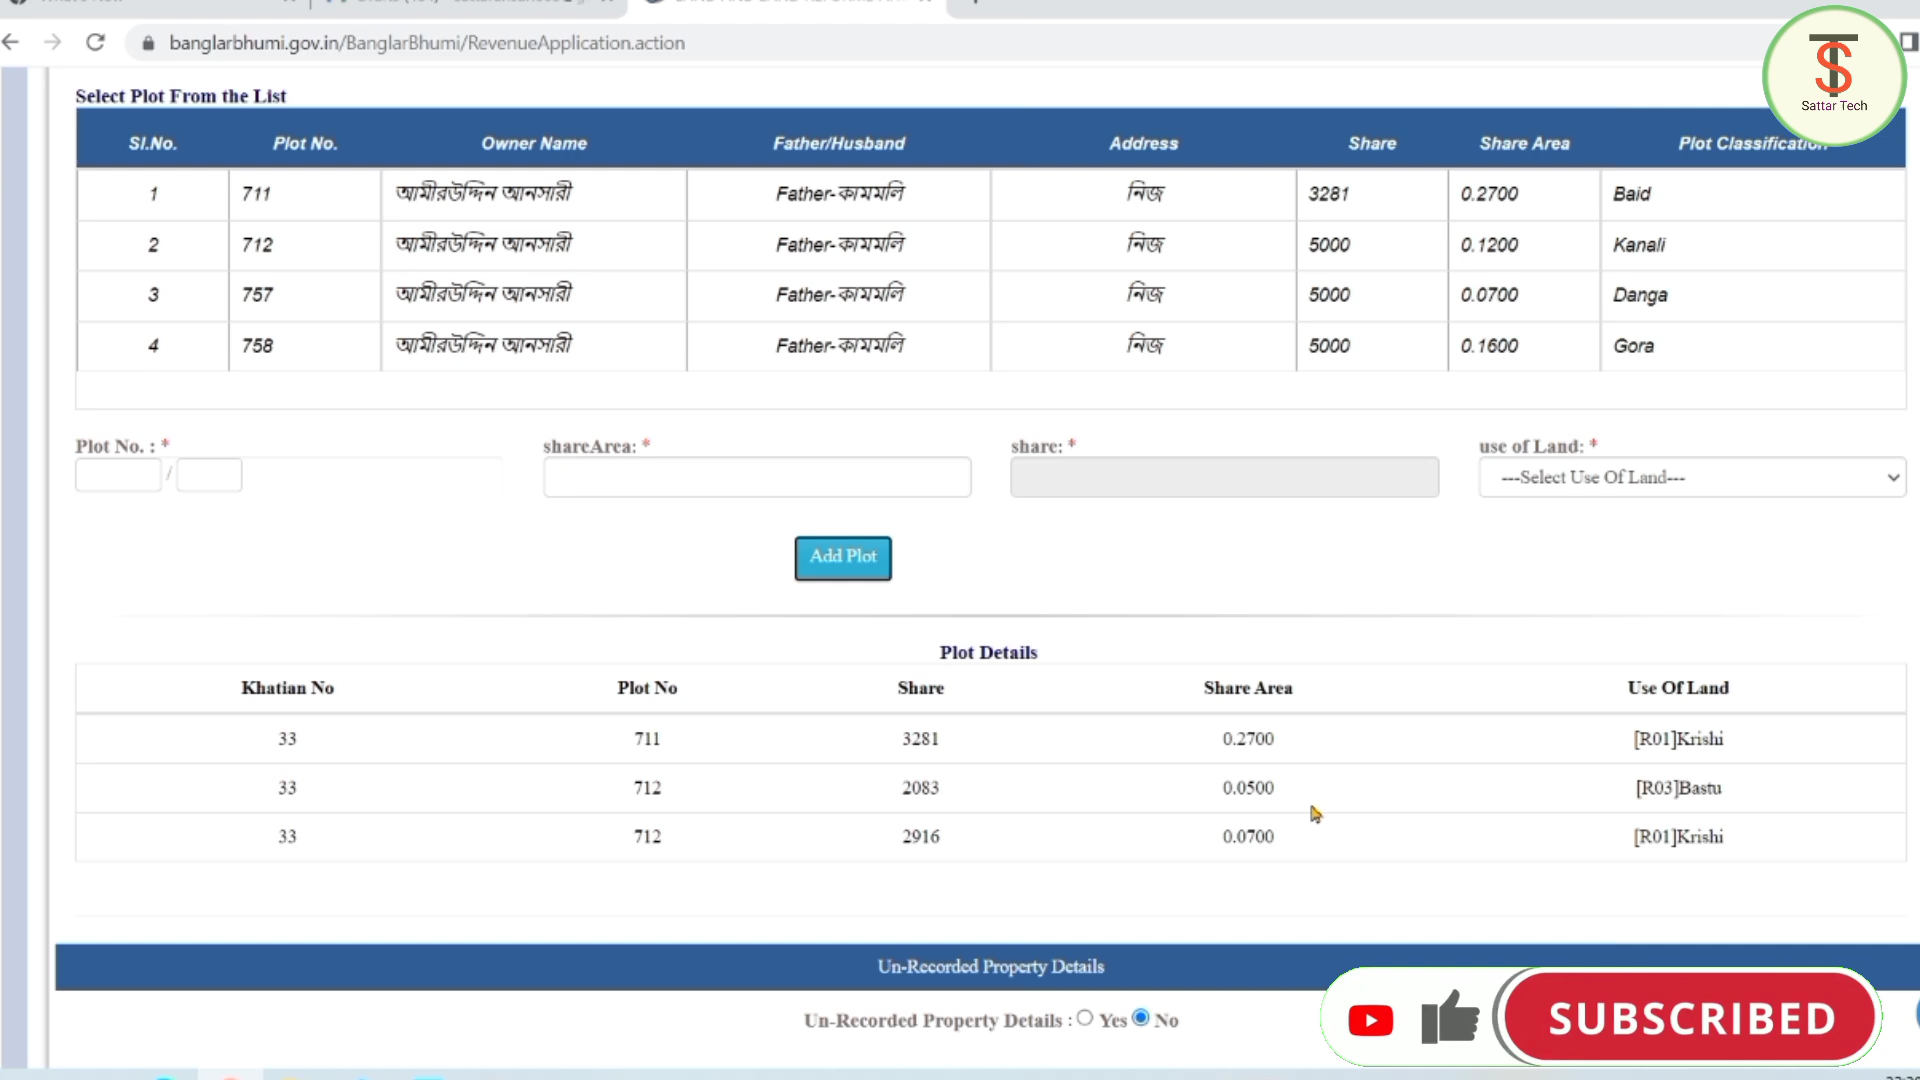 banglarbhumi.gov.in/BanglarBhumi/RevenueApplication.action
Sattar Tech
Select Plot From the List
Sl.No. Plot No. Owner Name Father/Husband Address Share Share Area Plot Classification
1 711 আমীরউদ্দিন আনসারী Father-কামমলি নিজ 3281 0.2700 Baid
2 712 আমীরউদ্দিন আনসারী Father-কামমলি নিজ 5000 0.1200 Kanali
3 757 আমীরউদ্দিন আনসারী Father-কামমলি নিজ 5000 0.0700 Danga
4 758 আমীরউদ্দিন আনসারী Father-কামমলি নিজ 5000 0.1600 Gora
Plot No. : * shareArea: * share: * use of Land: *
/ ---Select Use Of Land---
Add Plot
Plot Details
Khatian No Plot No Share Share Area Use Of Land
33 711 3281 0.2700 [R01]Krishi
33 712 2083 0.0500 [R03]Bastu
33 712 2916 0.0700 [R01]Krishi
Un-Recorded Property Details
Un-Recorded Property Details : Yes No
SUBSCRIBED